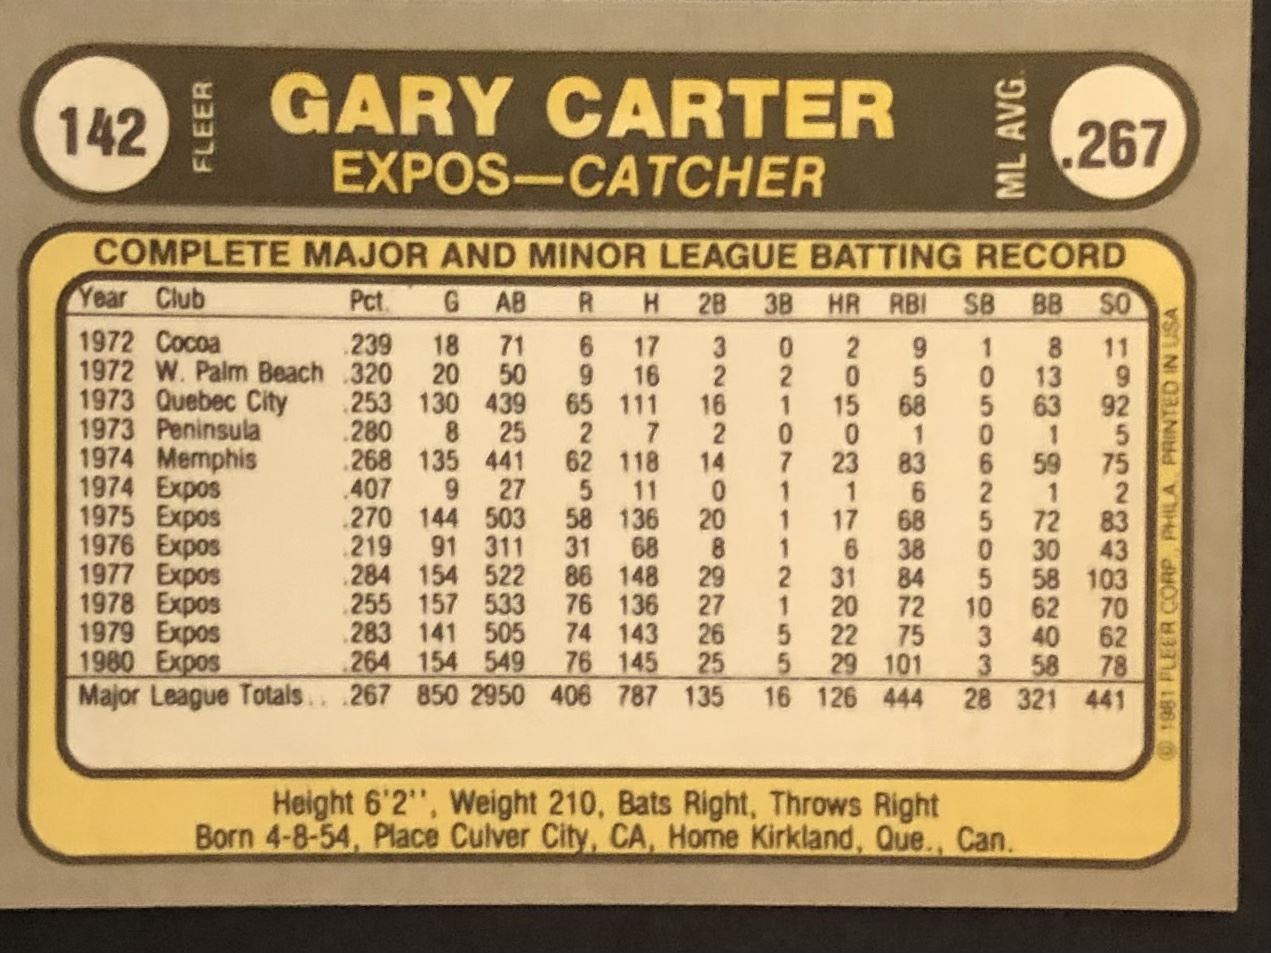 142 FLEER GARY CARTER ML AVG. .267
EXPOS—CATCHER
COMPLETE MAJOR AND MINOR LEAGUE BATTING RECORD
Year Club Pct. G AB R H 2B 3B HR RBI SB BB SO
1972 Cocoa .239 18 71 6 17 3 0 2 9 1 8 11
1972 W. Palm Beach .320 20 50 9 16 2 2 0 5 0 13 9
1973 Quebec City .253 130 439 65 111 16 1 15 68 5 63 92
1973 Peninsula .280 8 25 2 7 2 0 0 1 0 1 5
1974 Memphis .268 135 441 62 118 14 7 23 83 6 59 75
1974 Expos .407 9 27 5 11 0 1 1 6 2 1 2
1975 Expos .270 144 503 58 136 20 1 17 68 5 72 83
1976 Expos .219 91 311 31 68 8 1 6 38 0 30 43
1977 Expos .284 154 522 86 148 29 2 31 84 5 58 103
1978 Expos .255 157 533 76 136 27 1 20 72 10 62 70
1979 Expos .283 141 505 74 143 26 5 22 75 3 40 62
1980 Expos .264 154 549 76 145 25 5 29 101 3 58 78
Major League Totals .. .267 850 2950 406 787 135 16 126 444 28 321 441
© 1981 FLEER CORP., PHILA. PRINTED IN USA
Height 6'2'', Weight 210, Bats Right, Throws Right
Born 4-8-54, Place Culver City, CA, Home Kirkland, Que., Can.